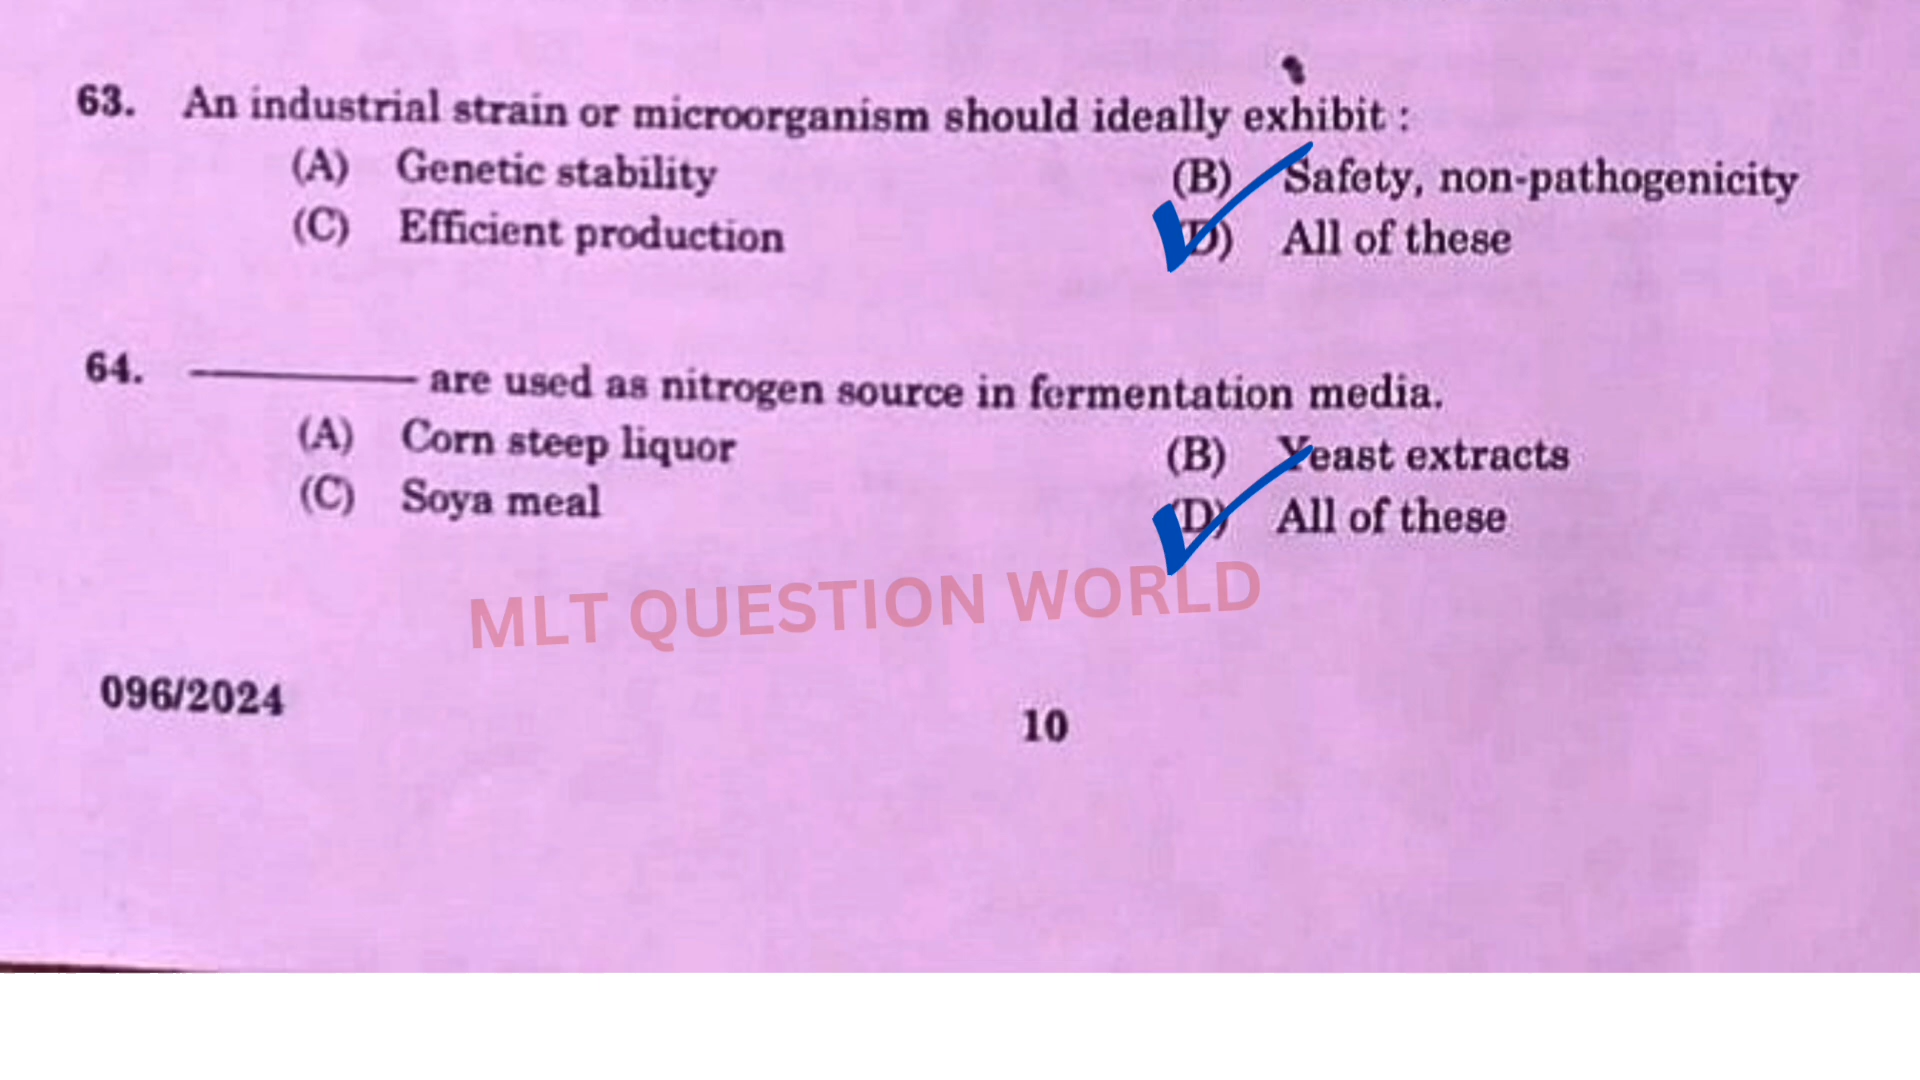 63. An industrial strain or microorganism should ideally exhibit :
(A) Genetic stability (B) Safety, non-pathogenicity
(C) Efficient production (D) All of these
64. ________ are used as nitrogen source in fermentation media.
(A) Corn steep liquor (B) Yeast extracts
(C) Soya meal (D) All of these
MLT QUESTION WORLD
096/2024
10